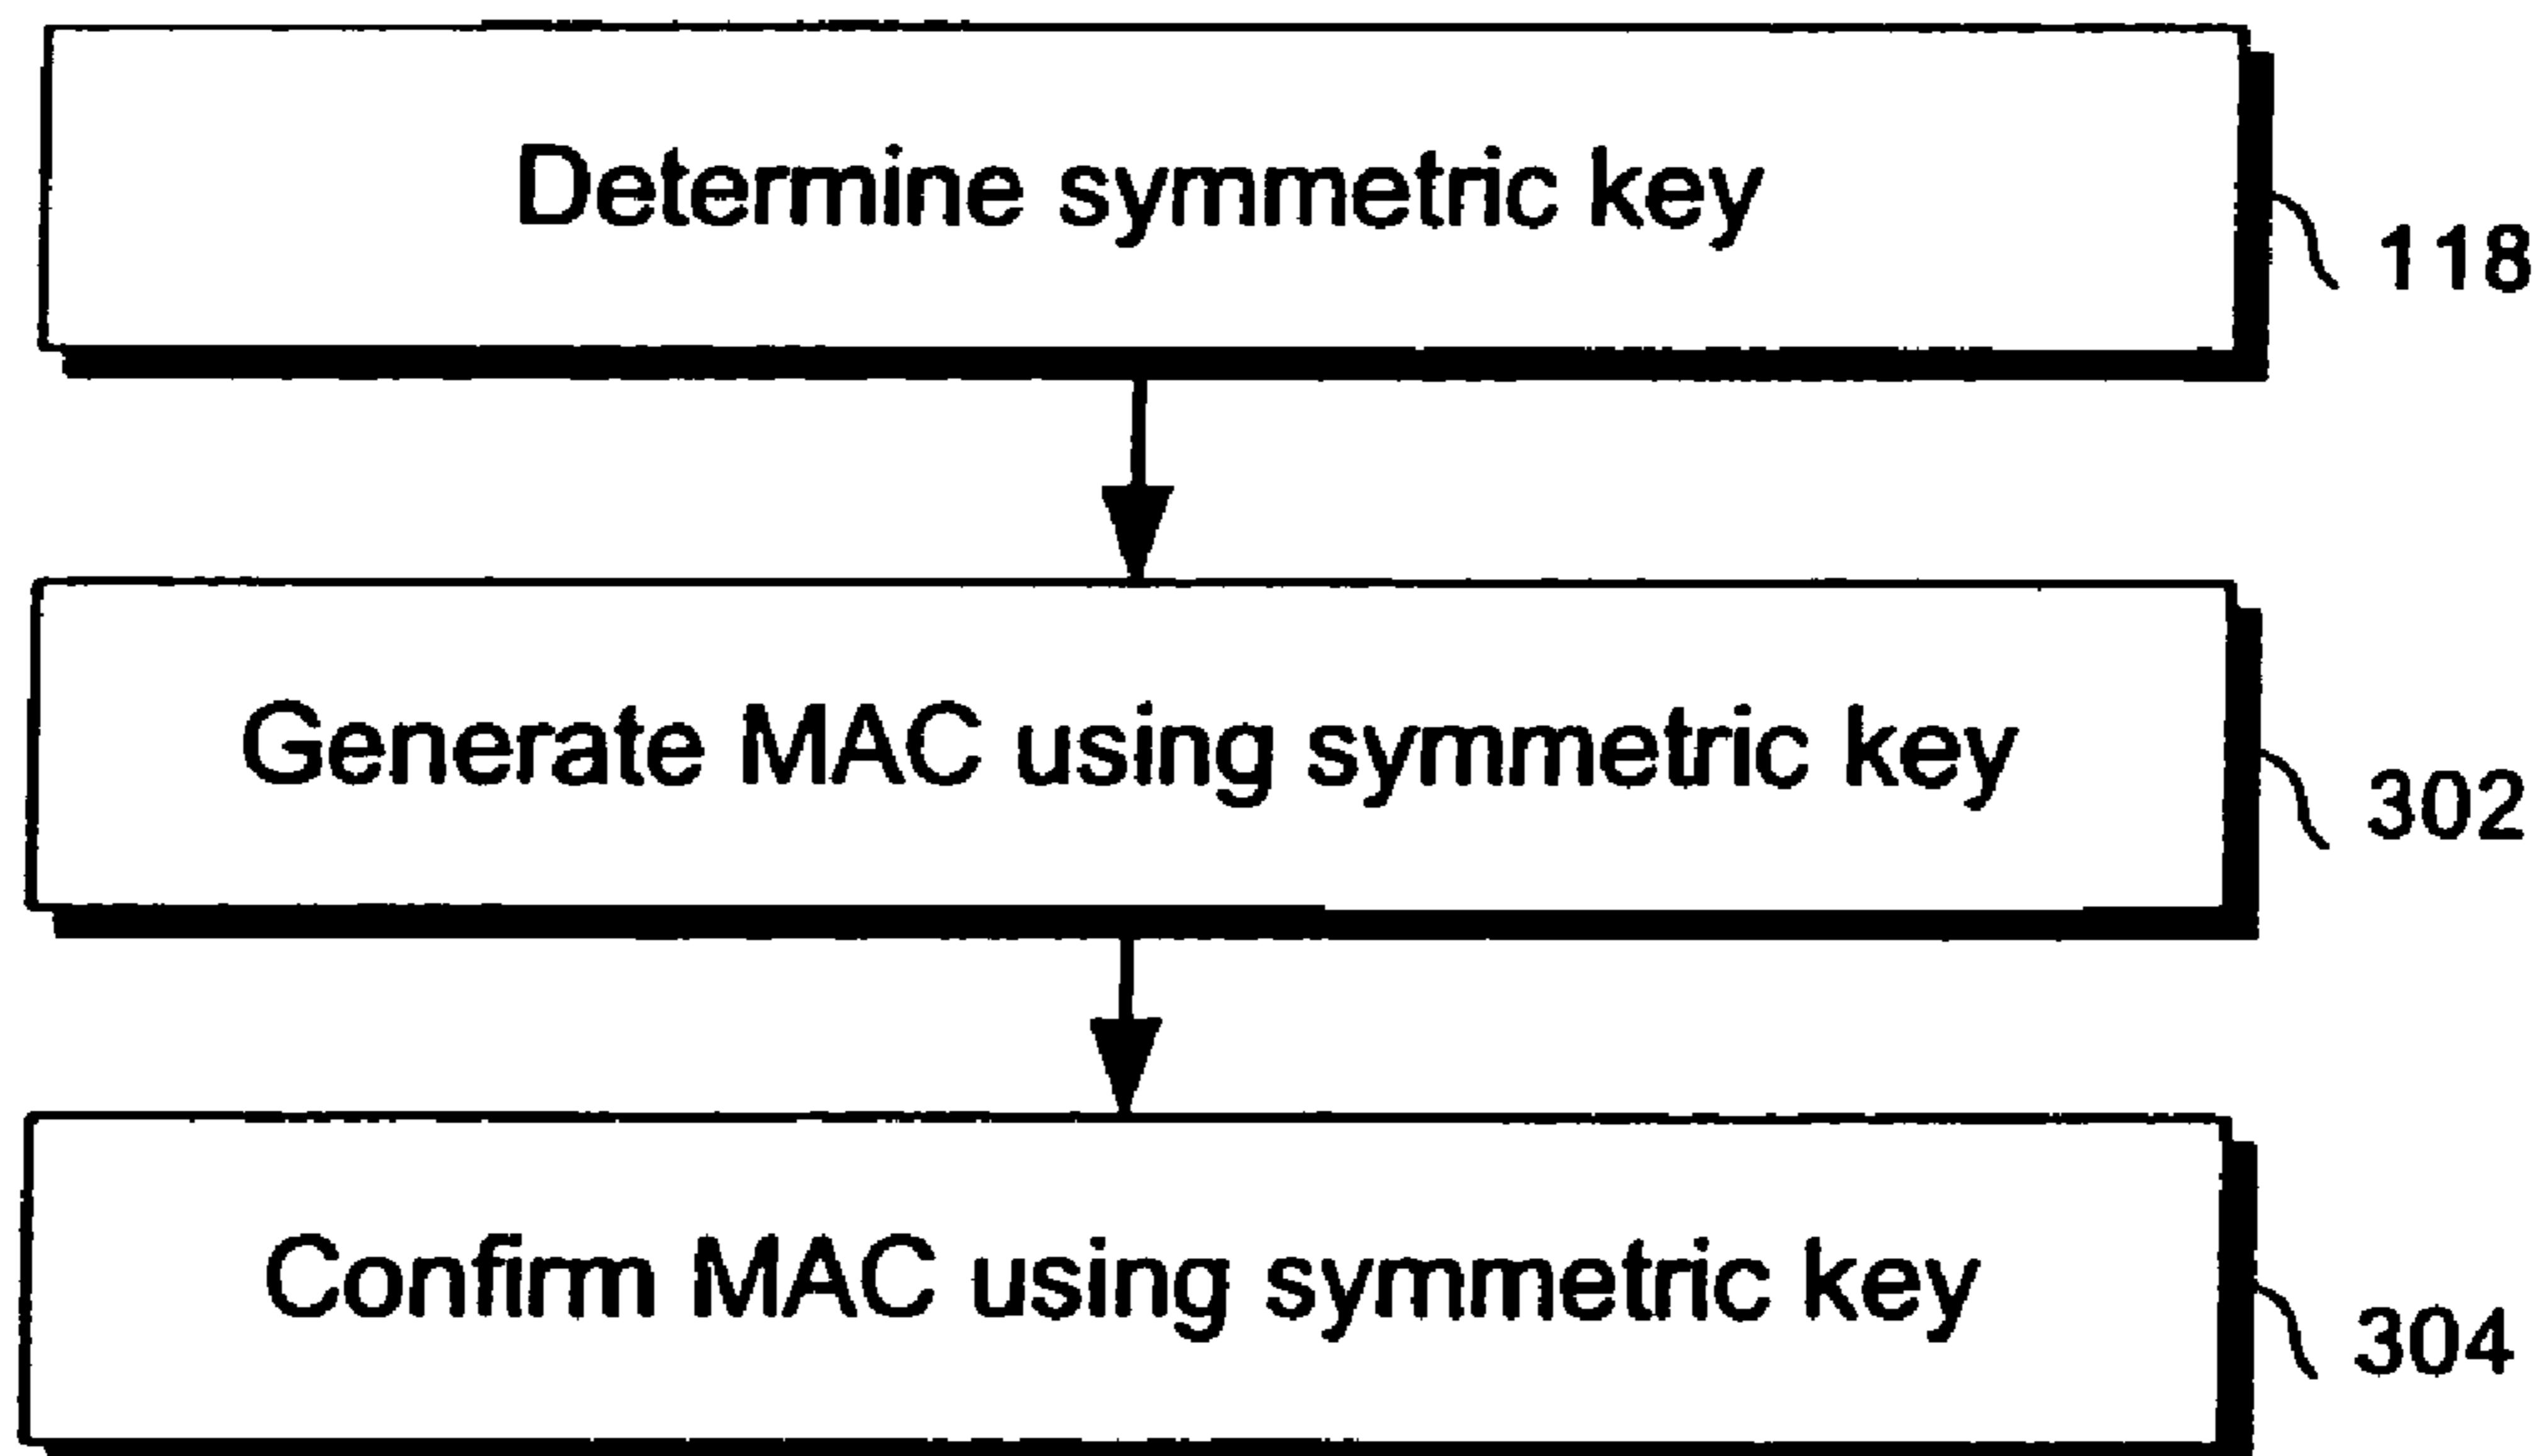 Determine symmetric key
118
Generate MAC using symmetric key
302
Confirm MAC using symmetric key
304